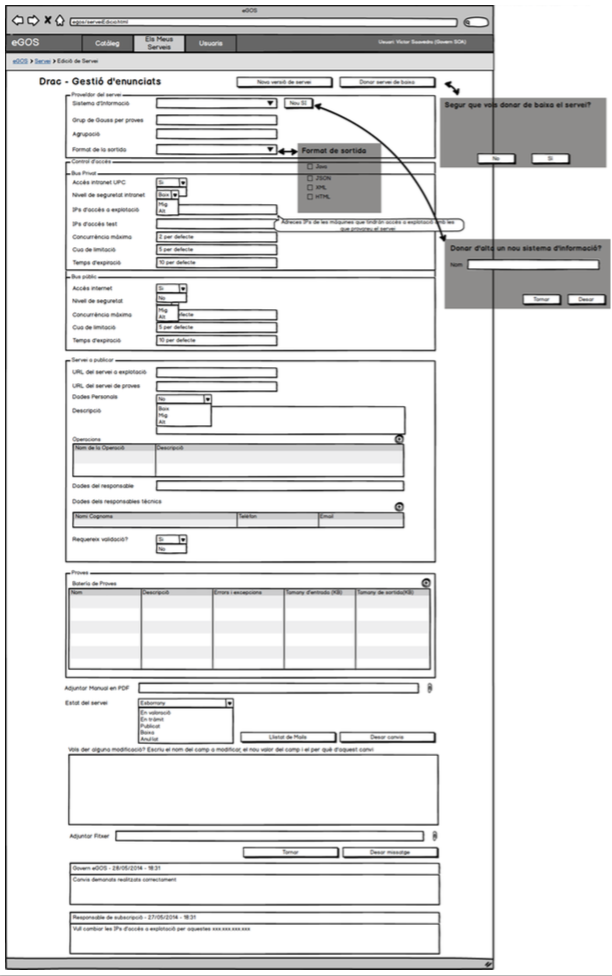 eGOS
egos/serveiEdicio.html
eGOS
Catàleg
Els Meus
Serveis
Usuaris
Usuari: Victor Saavedra (Govern SOA)
eGOS > Servei > Edició de Servei
Drac - Gestió d'enunciats
Nova versió de servei
Donar servei de baixa
Segur que vols donar de baixa el servei?
No
Si
Proveïdor del servei
Sistema d'Informació
Nou SI
Grup de Gauss per proves
Agrupació
Format de la sortida
Format de sortida
Java
JSON
XML
HTML
Control d'accés
Bus Privat
Accés intranet UPC
Si
Nivell de seguretat intranet
Baix
Mig
Alt
IPs d'accés a explotació
Adreces IPs de les màquines que tindràn accés a explotació amb les
que proveïeu el servei
IPs d'accés test
Concurrència màxima
2 per defecte
Cua de limitació
5 per defecte
Temps d'expiració
10 per defecte
Donar d'alta un nou sistema d'informació?
Nom
Tornar
Desar
Bus públic
Accés internet
Si
No
Nivell de seguretat
Mig
Alt
Concurrència màxima
defecte
Cua de limitació
5 per defecte
Temps d'expiració
10 per defecte
Servei a publicar
URL del servei a explotació
URL del servei de proves
Dades Personals
No
Baix
Mig
Alt
Descripció
Operacions
Nom de la Operació
Descripció
Dades del responsable
Dades dels responsables tècnics
Nom i Cognoms
Telèfon
Email
Requereix validació?
Si
No
Proves
Bateria de Proves
Nom
Descripció
Errors i excepcions
Tamany d'entrada (KB)
Tamany de sortida(KB)
Adjuntar Manual en PDF
Estat del servei
Esborrany
En valoració
En tràmit
Publicat
Baixa
Anul·lat
Llistat de Mails
Desar canvis
Vols der alguna modificació? Escriu el nom del camp a modificar, el nou valor del camp i el per què d'aquest canvi
Adjuntar Fitxer
Tornar
Desar missatge
Govern eGOS - 28/05/2014 - 18:31
Canvis demanats realitzats correctament
Responsable de subscripció - 27/05/2014 - 18:31
Vull cambiar les IPs d'accés a explotació per aquestes xxx.xxx.xxx.xxx